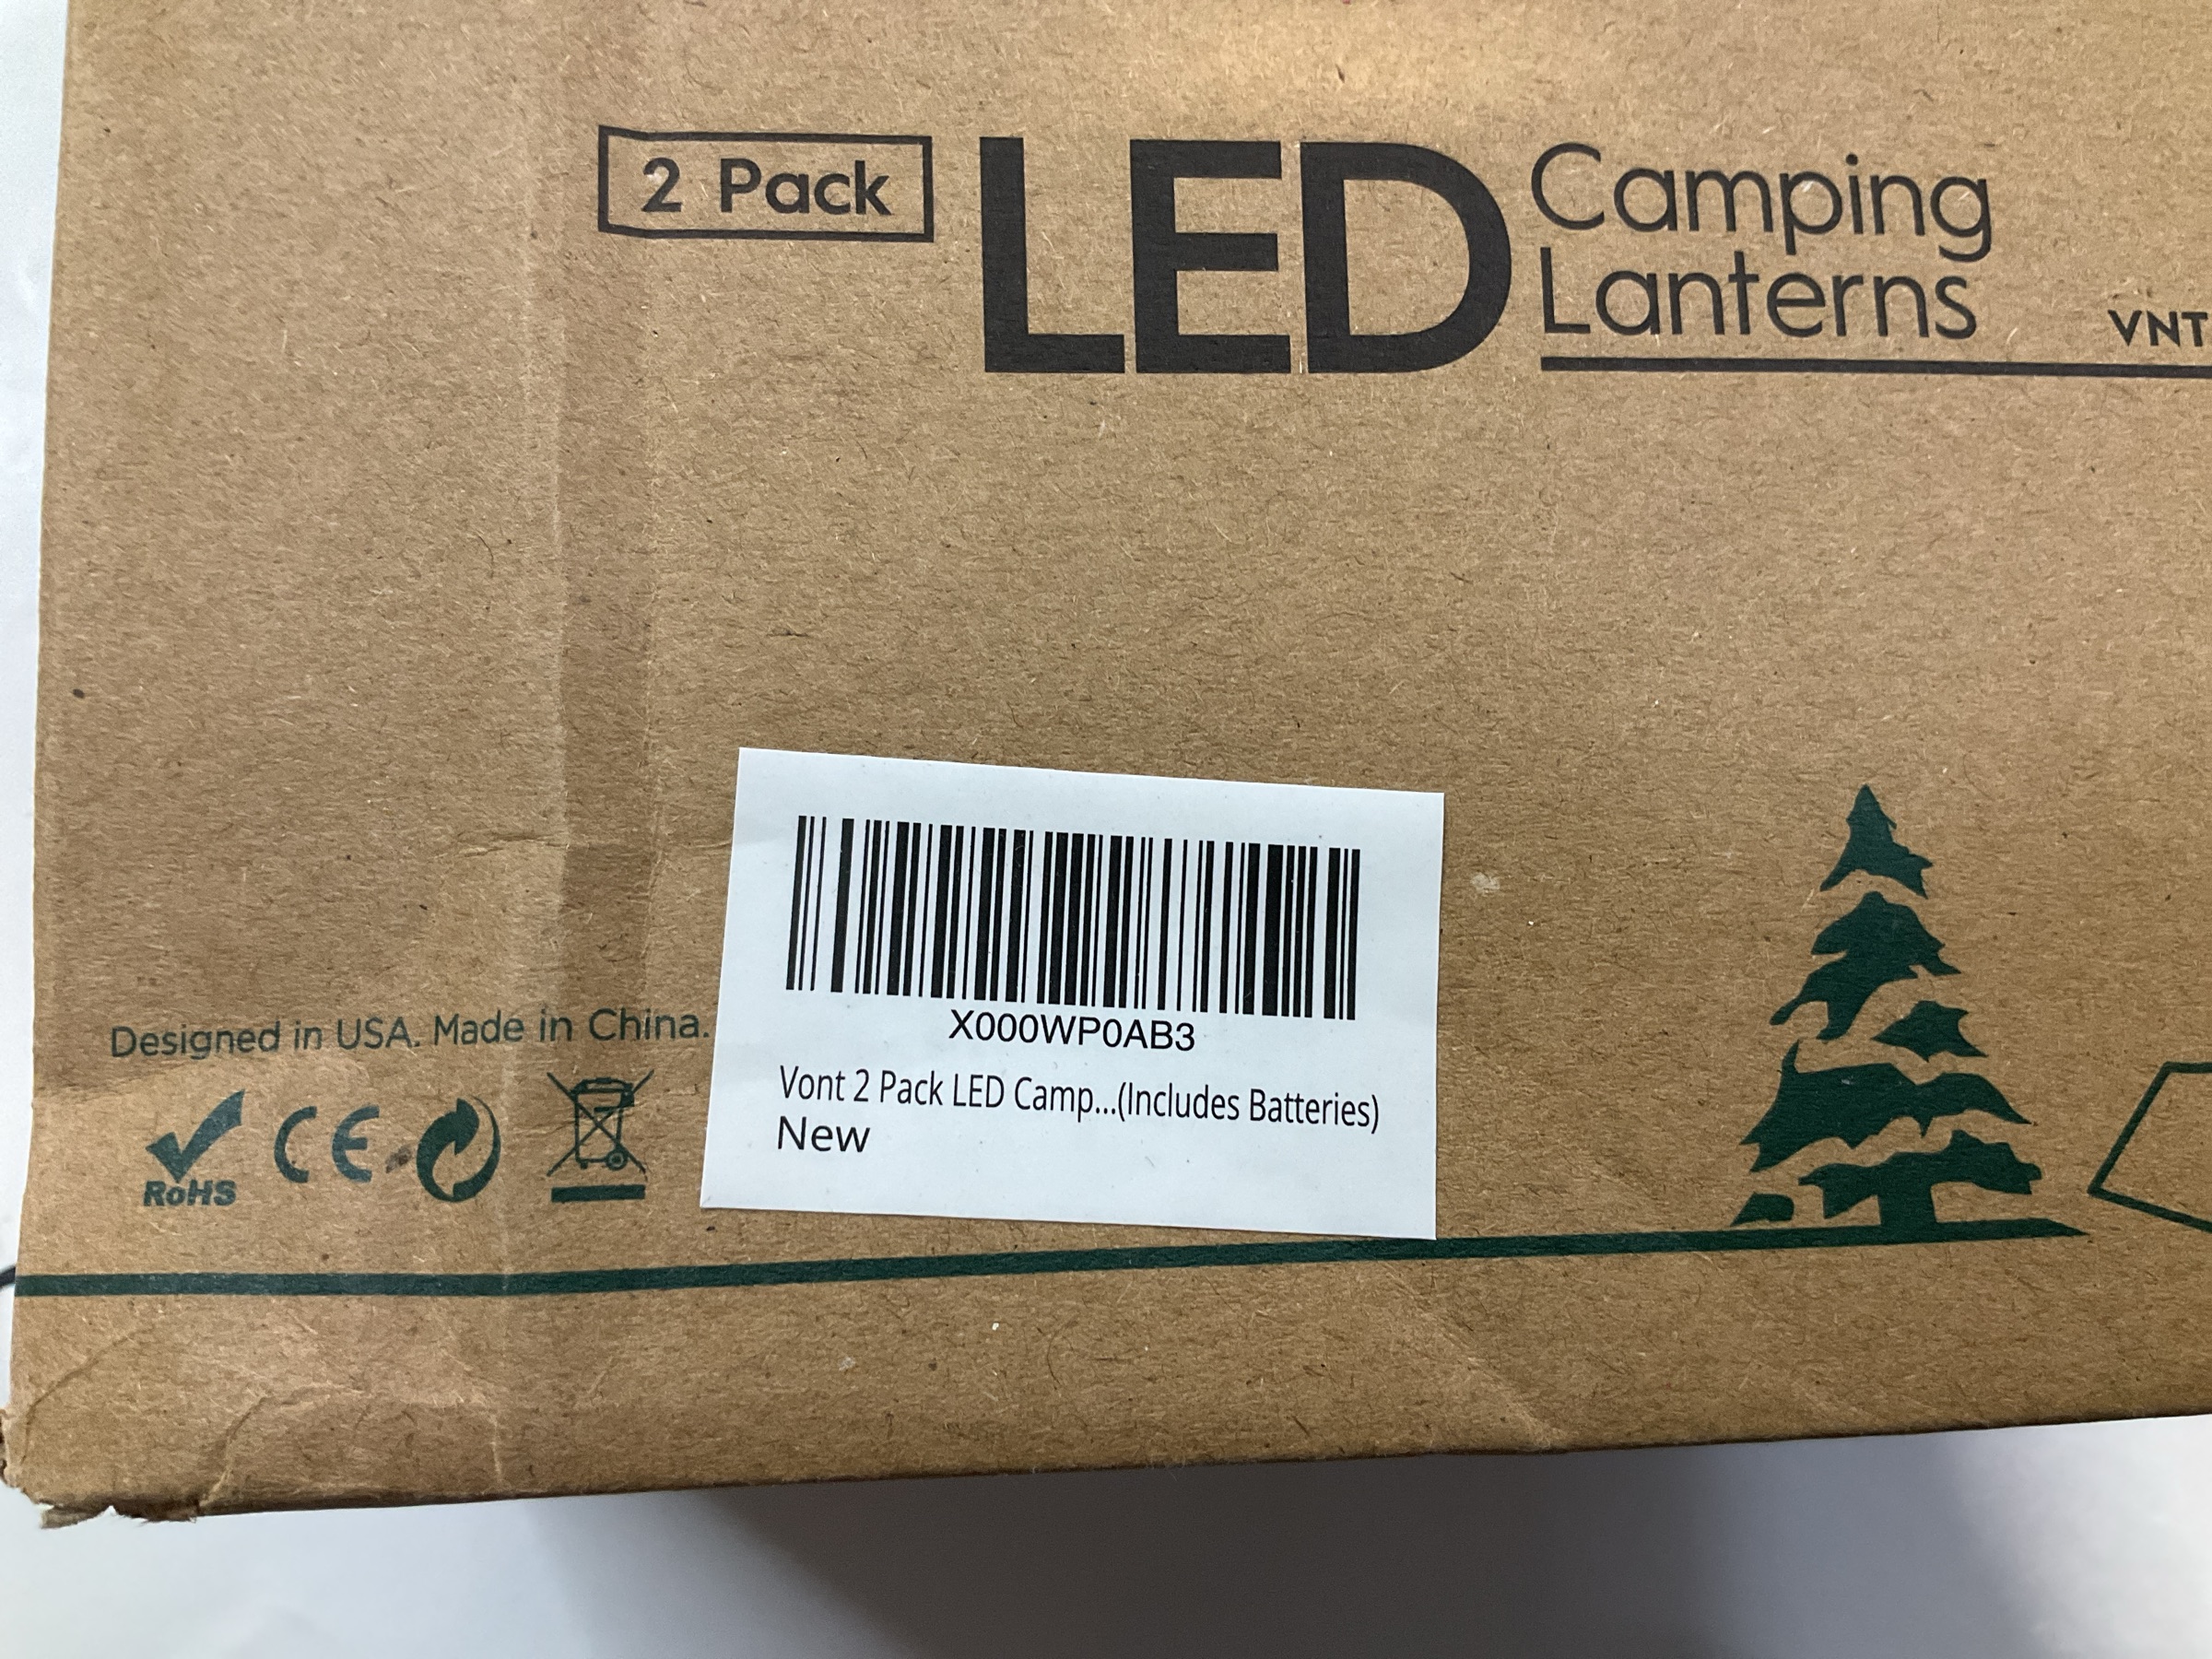 2 Pack
LED
Camping
Lanterns
VNT
X000WP0AB3
Vont 2 Pack LED Camp...(Includes Batteries)
New
Designed in USA. Made in China.
RoHS
CE